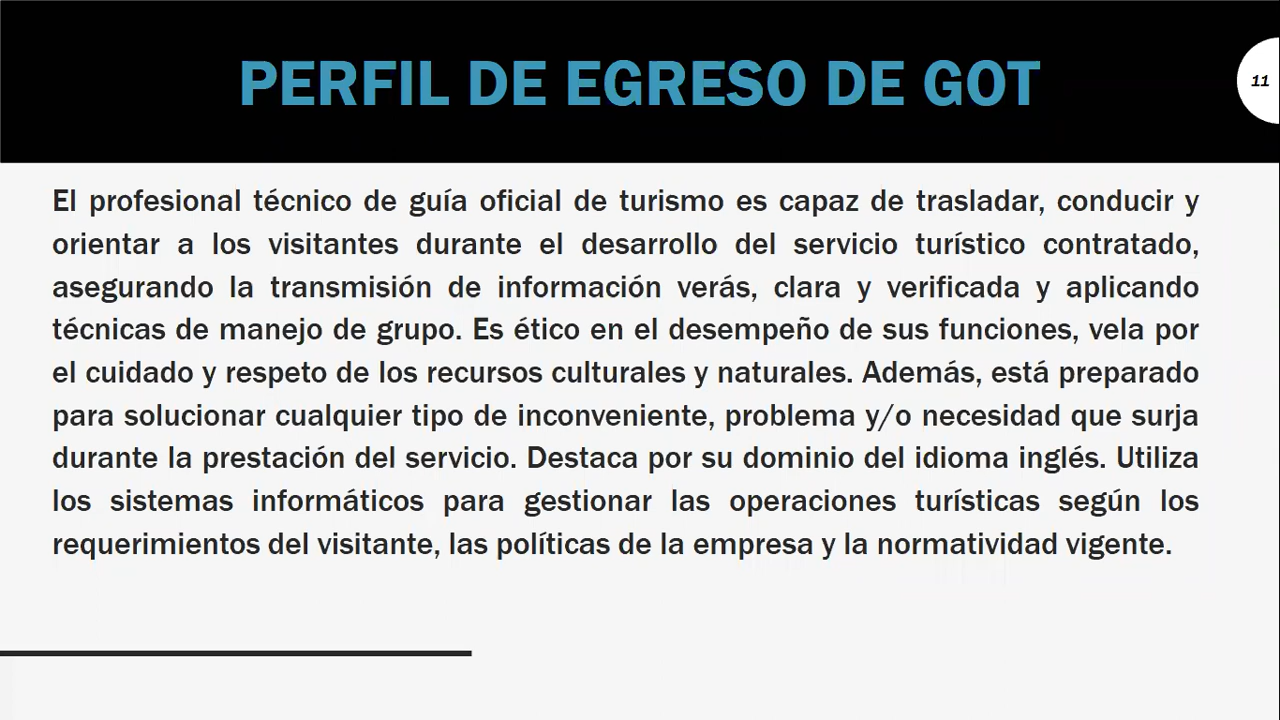 PERFIL DE EGRESO DE GOT
11
El profesional técnico de guía oficial de turismo es capaz de trasladar, conducir y
orientar a los visitantes durante el desarrollo del servicio turístico contratado,
asegurando la transmisión de información verás, clara y verificada y aplicando
técnicas de manejo de grupo. Es ético en el desempeño de sus funciones, vela por
el cuidado y respeto de los recursos culturales y naturales. Además, está preparado
para solucionar cualquier tipo de inconveniente, problema y/o necesidad que surja
durante la prestación del servicio. Destaca por su dominio del idioma inglés. Utiliza
los sistemas informáticos para gestionar las operaciones turísticas según los
requerimientos del visitante, las políticas de la empresa y la normatividad vigente.